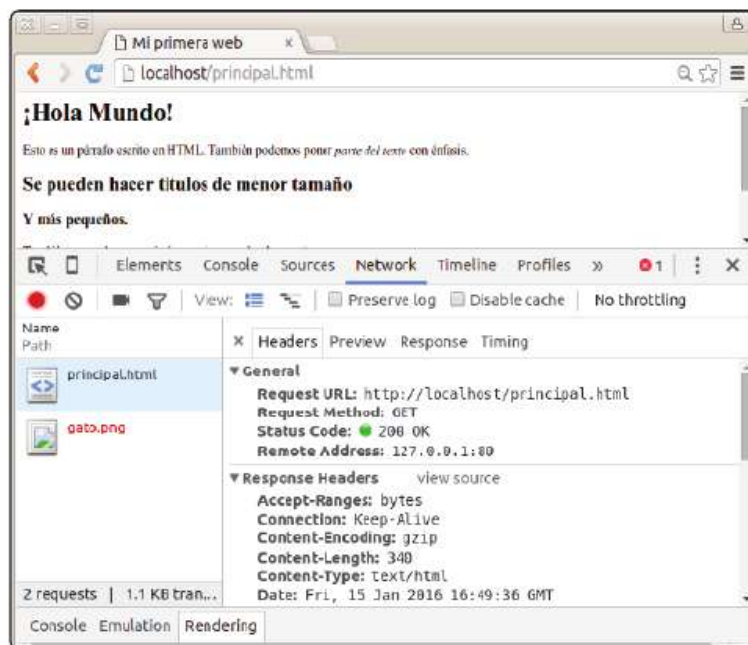 Mi primera web
localhost/principal.html
¡Hola Mundo!
Esto es un párrafo escrito en HTML. También podemos poner parte del texto con énfasis.
Se pueden hacer títulos de menor tamaño
Y más pequeños.
Elements Console Sources Network Timeline Profiles » 1
View: Preserve log Disable cache No throttling
Name
Path
principal.html
gato.png
2 requests | 1.1 KB tran...
× Headers Preview Response Timing
General
Request URL: http://localhost/principal.html
Request Method: GET
Status Code: 200 OK
Remote Address: 127.0.0.1:80
Response Headers view source
Accept-Ranges: bytes
Connection: Keep-Alive
Content-Encoding: gzip
Content-Length: 340
Content-Type: text/html
Date: Fri, 15 Jan 2016 16:49:36 GMT
Console Emulation Rendering